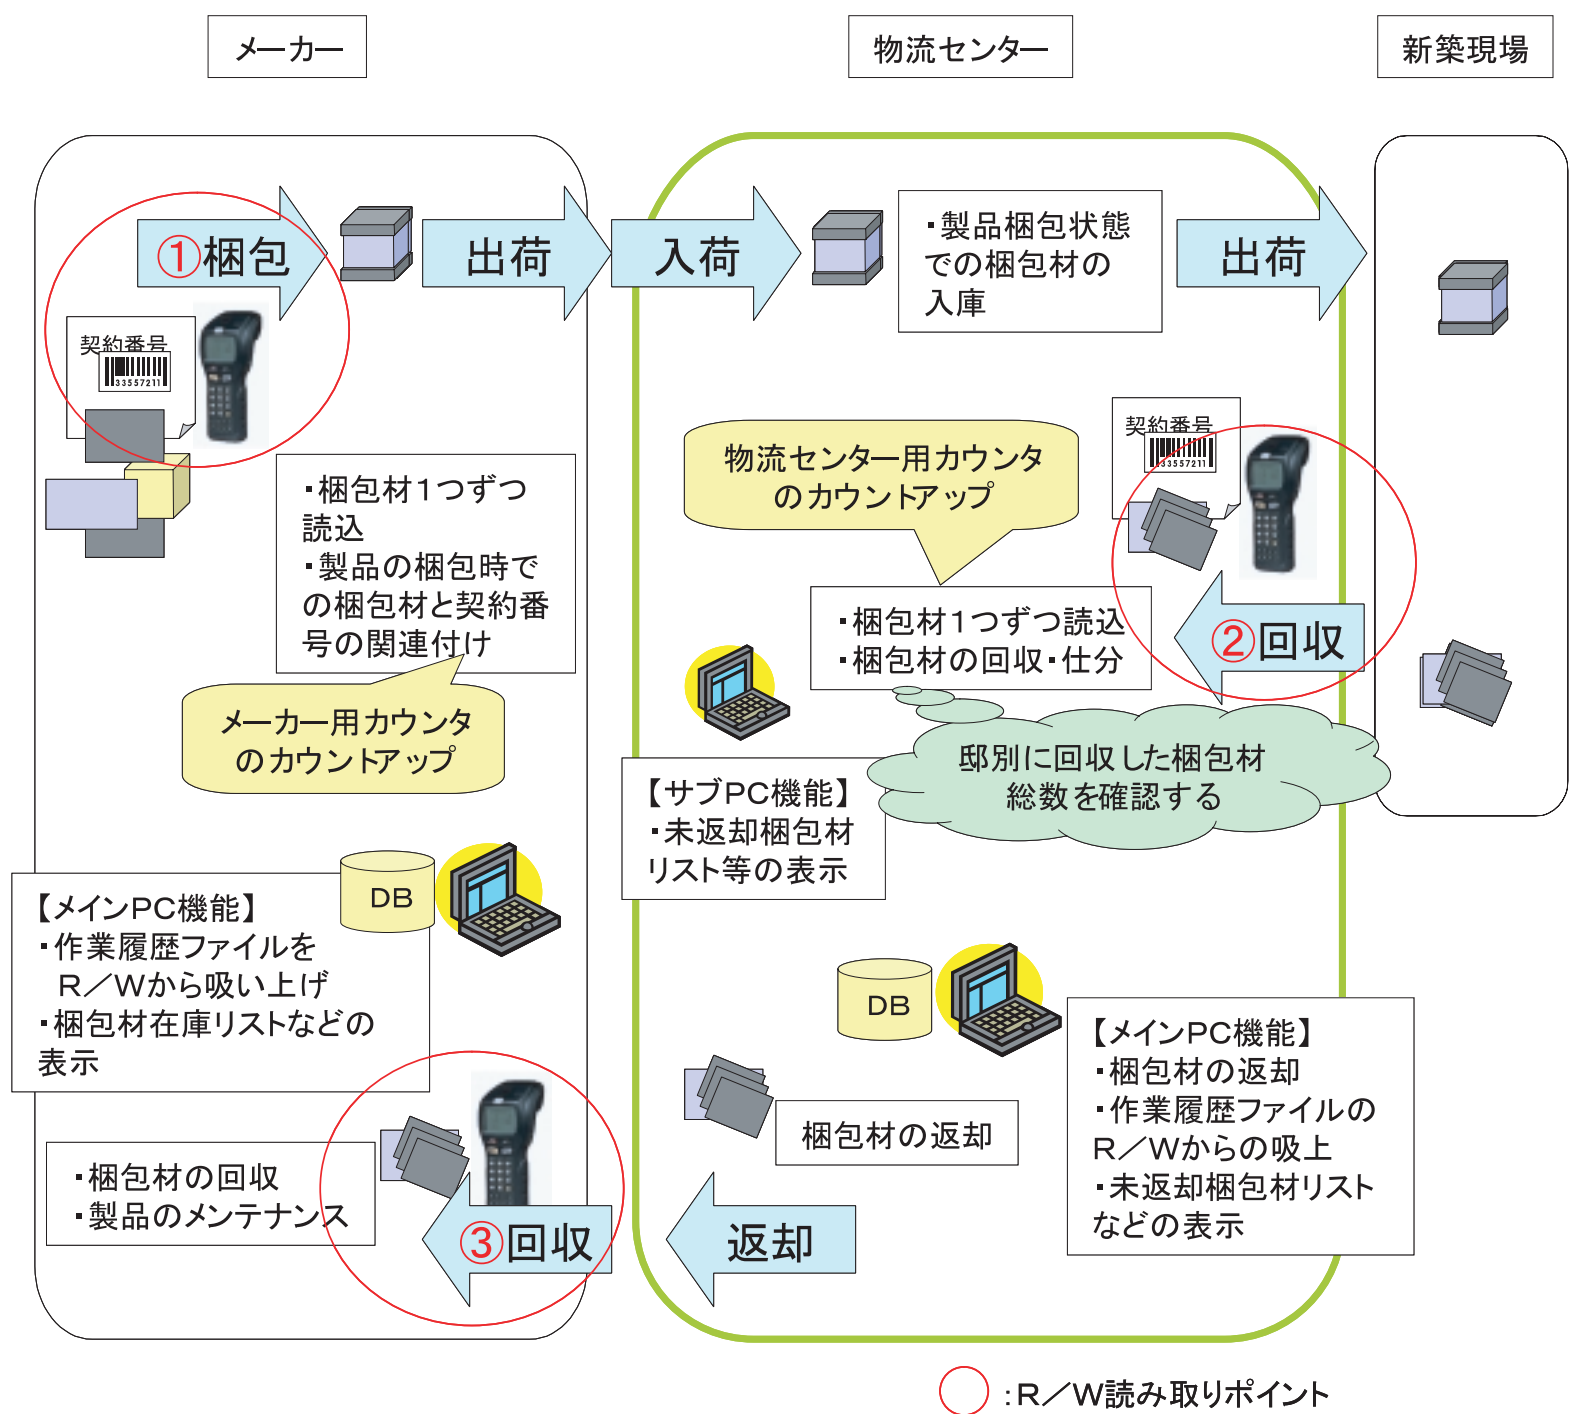 メーカー
物流センター
新築現場
①梱包
出荷
入荷
・製品梱包状態
での梱包材の
入庫
出荷
契約番号
33557211
契約番号
33557211
物流センター用カウンタ
のカウントアップ
・梱包材１つずつ
読込
・製品の梱包時で
の梱包材と契約番
号の関連付け
・梱包材１つずつ読込
・梱包材の回収・仕分
②回収
メーカー用カウンタ
のカウントアップ
邸別に回収した梱包材
総数を確認する
【サブＰＣ機能】
・未返却梱包材
リスト等の表示
DB
【メインＰＣ機能】
・作業履歴ファイルを
Ｒ／Ｗから吸い上げ
・梱包材在庫リストなどの
表示
DB
【メインＰＣ機能】
・梱包材の返却
・作業履歴ファイルの
Ｒ／Ｗからの吸上
・未返却梱包材リスト
などの表示
梱包材の返却
・梱包材の回収
・製品のメンテナンス
③回収
返却
：Ｒ／Ｗ読み取りポイント